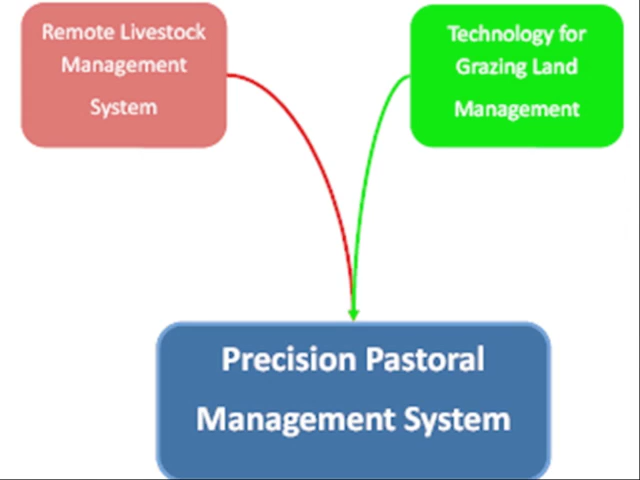 Remote Livestock
Management
System
Technology for
Grazing Land
Management
Precision Pastoral
Management System